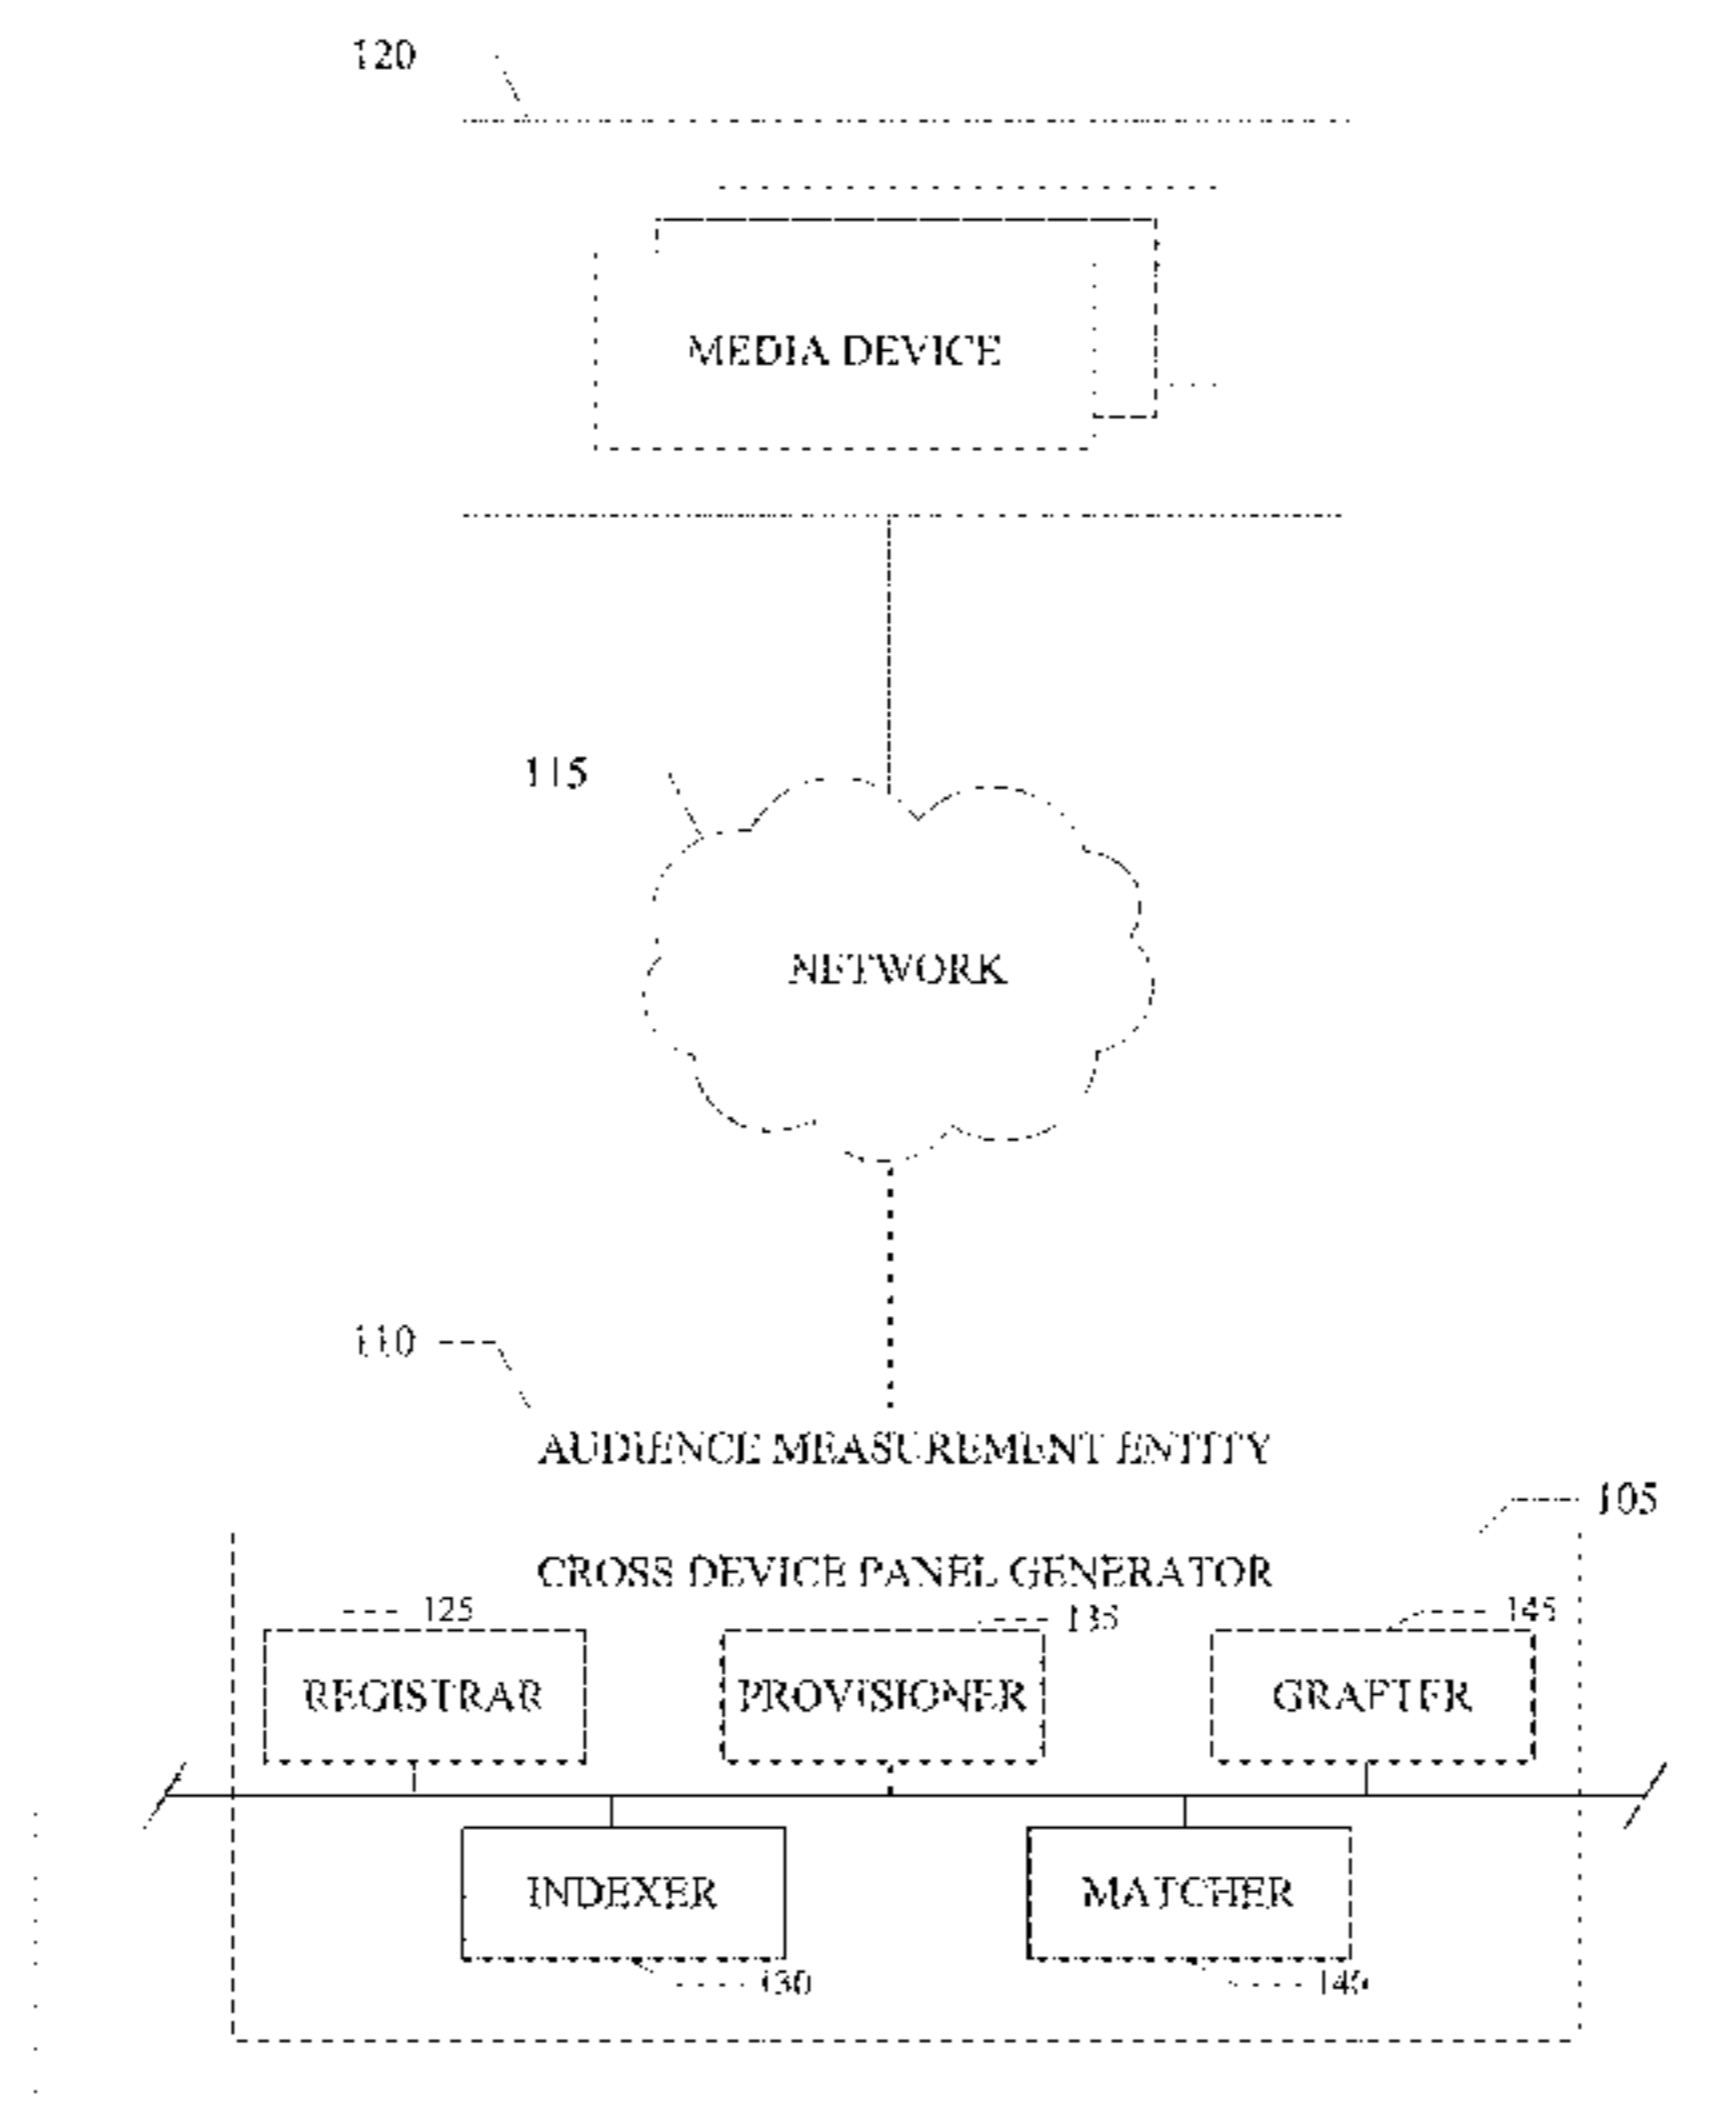 120
MEDIA DEVICE
115
NETWORK
110
AUDIENCE MEASUREMENT ENTITY
105
CROSS DEVICE PANEL GENERATOR
125
135
145
REGISTRAR
PROVISIONER
GRAFTER
INDEXER
MATCHER
130